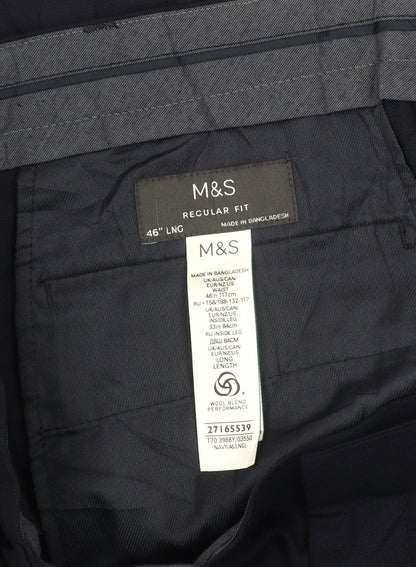 M&S
REGULAR FIT
46" LNG MADE IN BANGLADESH
M&S
MADE IN BANGLADESH
UK/AUS/CAN/
EUR/NZ/US
WAIST
46in 117cm
RU • 158/188-132-117
UK/AUS/CAN/
EUR/NZ/US
INSIDE LEG
33in 84cm
RU INSIDE LEG
ДВШ 84CM
UK/AUS/CAN/
EUR/NZ/US
LONG
LENGTH
WOOL BLEND
PERFORMANCE
27165539
T70 3988Y/03550
NAVY(46/LNG)